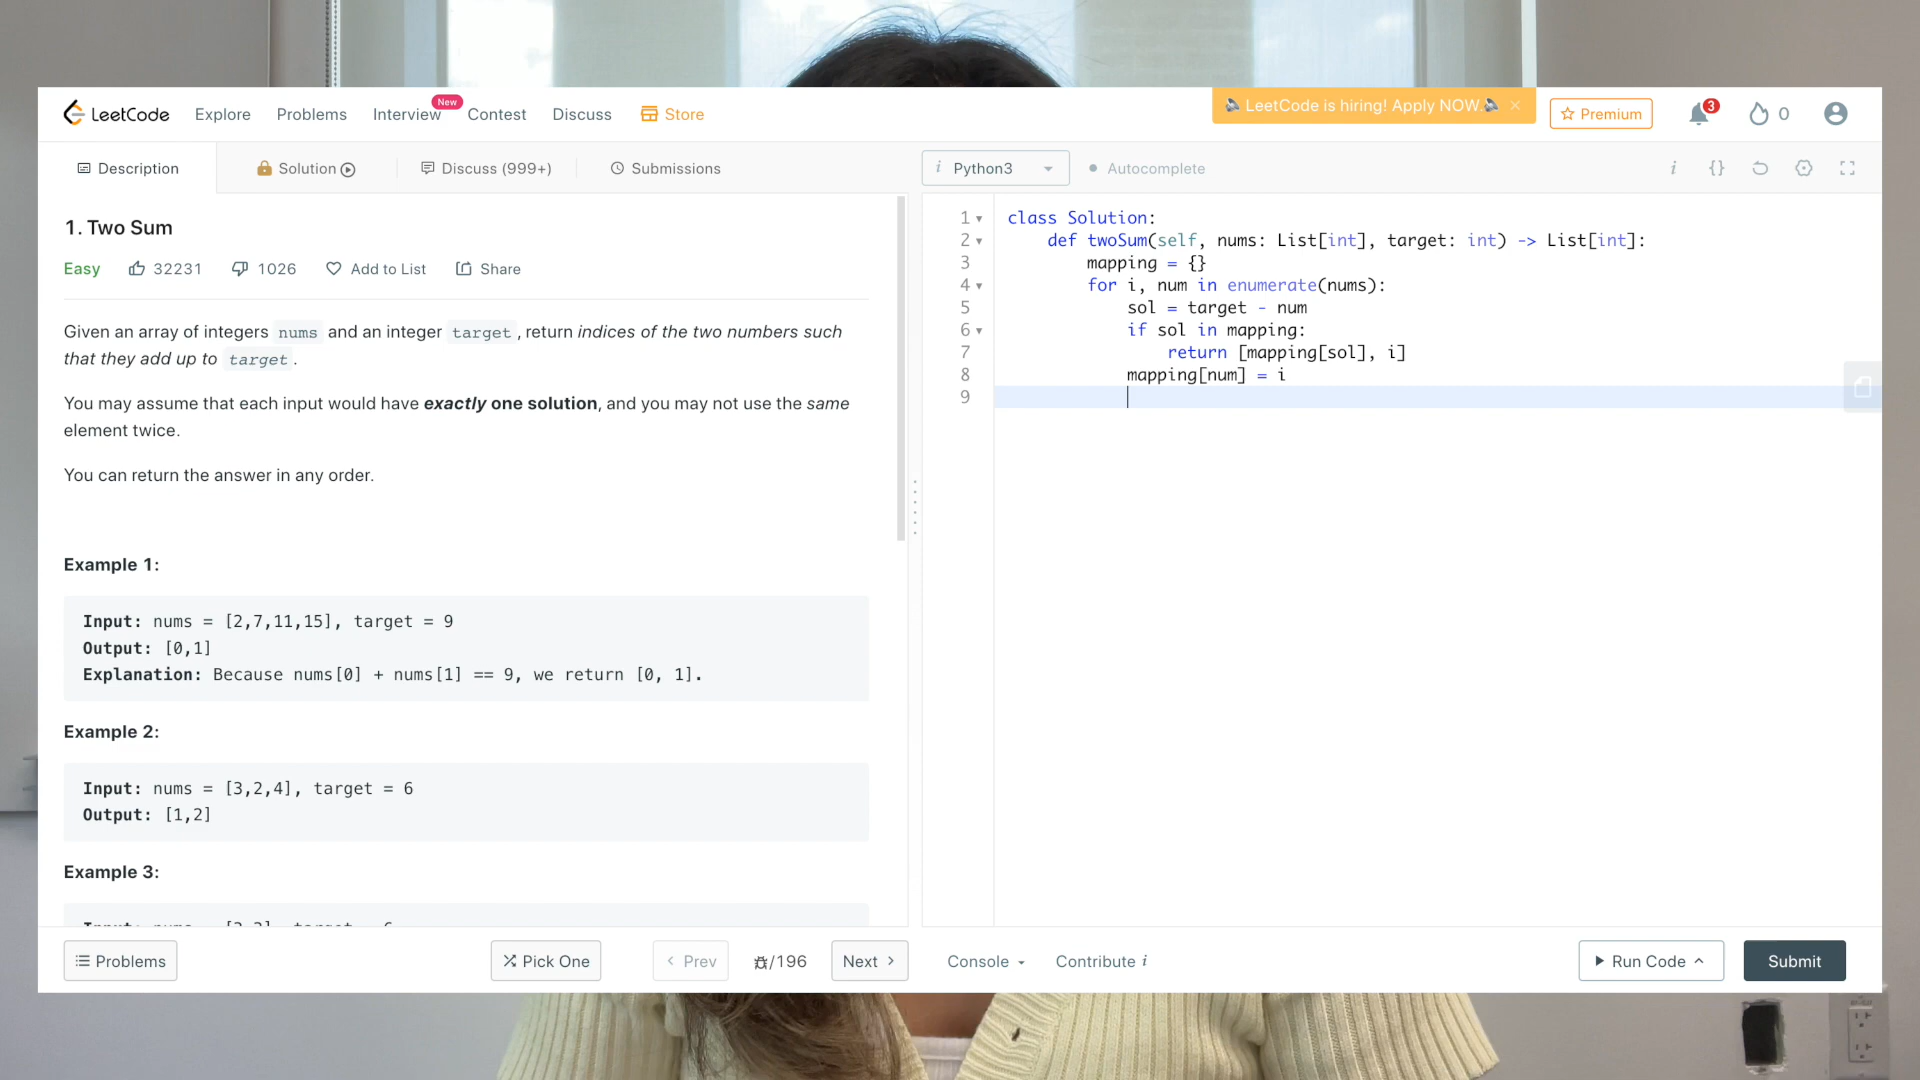 LeetCode Explore Problems Interview New Contest Discuss Store LeetCode is hiring! Apply NOW. Premium 3 0
Description Solution Discuss (999+) Submissions
i Python3 Autocomplete i {}
1. Two Sum
Easy 32231 1026 Add to List Share
Given an array of integers nums and an integer target, return indices of the two numbers such
that they add up to target.
You may assume that each input would have exactly one solution, and you may not use the same
element twice.
You can return the answer in any order.
Example 1:
Input: nums = [2,7,11,15], target = 9
Output: [0,1]
Explanation: Because nums[0] + nums[1] == 9, we return [0, 1].
Example 2:
Input: nums = [3,2,4], target = 6
Output: [1,2]
Example 3:
1 class Solution:
2 def twoSum(self, nums: List[int], target: int) -> List[int]:
3 mapping = {}
4 for i, num in enumerate(nums):
5 sol = target - num
6 if sol in mapping:
7 return [mapping[sol], i]
8 mapping[num] = i
9
Problems Pick One Prev /196 Next Console Contribute i Run Code Submit